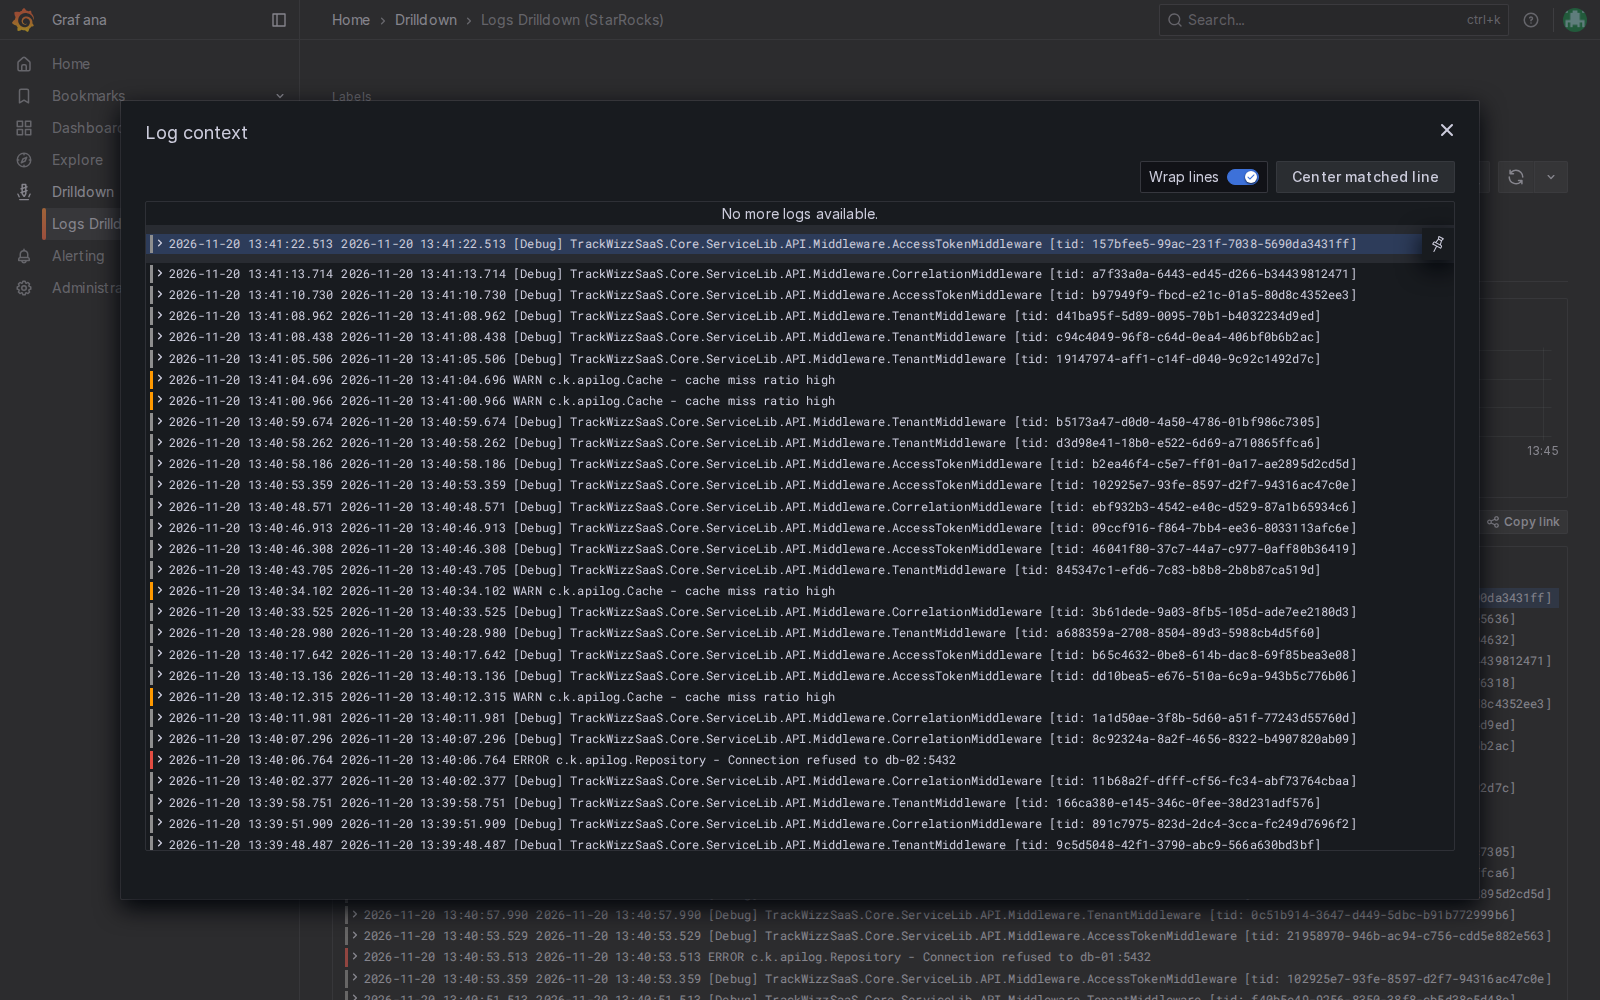 Grafana
Home › Drilldown › Logs Drilldown (StarRocks)
Search...
ctrl+k
Home
Bookmarks
Dashboar
Explore
Drilldown
Logs Drilld
Alerting
Administra
Labels
Log context
Wrap lines
Center matched line
No more logs available.
2026-11-20 13:41:22.513 2026-11-20 13:41:22.513 [Debug] TrackWizzSaaS.Core.ServiceLib.API.Middleware.AccessTokenMiddleware [tid: 157bfee5-99ac-231f-7038-5690da3431ff]
2026-11-20 13:41:13.714 2026-11-20 13:41:13.714 [Debug] TrackWizzSaaS.Core.ServiceLib.API.Middleware.CorrelationMiddleware [tid: a7f33a0a-6443-ed45-d266-b34439812471]
2026-11-20 13:41:10.730 2026-11-20 13:41:10.730 [Debug] TrackWizzSaaS.Core.ServiceLib.API.Middleware.AccessTokenMiddleware [tid: b97949f9-fbcd-e21c-01a5-80d8c4352ee3]
2026-11-20 13:41:08.962 2026-11-20 13:41:08.962 [Debug] TrackWizzSaaS.Core.ServiceLib.API.Middleware.TenantMiddleware [tid: d41ba95f-5d89-0095-70b1-b4032234d9ed]
2026-11-20 13:41:08.438 2026-11-20 13:41:08.438 [Debug] TrackWizzSaaS.Core.ServiceLib.API.Middleware.TenantMiddleware [tid: c94c4049-96f8-c64d-0ea4-406bf0b6b2ac]
2026-11-20 13:41:05.506 2026-11-20 13:41:05.506 [Debug] TrackWizzSaaS.Core.ServiceLib.API.Middleware.TenantMiddleware [tid: 19147974-aff1-c14f-d040-9c92c1492d7c]
2026-11-20 13:41:04.696 2026-11-20 13:41:04.696 WARN c.k.apilog.Cache - cache miss ratio high
2026-11-20 13:41:00.966 2026-11-20 13:41:00.966 WARN c.k.apilog.Cache - cache miss ratio high
2026-11-20 13:40:59.674 2026-11-20 13:40:59.674 [Debug] TrackWizzSaaS.Core.ServiceLib.API.Middleware.TenantMiddleware [tid: b5173a47-d0d0-4a50-4786-01bf986c7305]
2026-11-20 13:40:58.262 2026-11-20 13:40:58.262 [Debug] TrackWizzSaaS.Core.ServiceLib.API.Middleware.TenantMiddleware [tid: d3d98e41-18b0-e522-6d69-a710865ffca6]
2026-11-20 13:40:58.186 2026-11-20 13:40:58.186 [Debug] TrackWizzSaaS.Core.ServiceLib.API.Middleware.AccessTokenMiddleware [tid: b2ea46f4-c5e7-ff01-0a17-ae2895d2cd5d]
2026-11-20 13:40:53.359 2026-11-20 13:40:53.359 [Debug] TrackWizzSaaS.Core.ServiceLib.API.Middleware.AccessTokenMiddleware [tid: 102925e7-93fe-8597-d2f7-94316ac47c0e]
2026-11-20 13:40:48.571 2026-11-20 13:40:48.571 [Debug] TrackWizzSaaS.Core.ServiceLib.API.Middleware.CorrelationMiddleware [tid: ebf932b3-4542-e40c-d529-87a1b65934c6]
2026-11-20 13:40:46.913 2026-11-20 13:40:46.913 [Debug] TrackWizzSaaS.Core.ServiceLib.API.Middleware.AccessTokenMiddleware [tid: 09ccf916-f864-7bb4-ee36-8033113afc6e]
2026-11-20 13:40:46.308 2026-11-20 13:40:46.308 [Debug] TrackWizzSaaS.Core.ServiceLib.API.Middleware.AccessTokenMiddleware [tid: 46041f80-37c7-44a7-c977-0aff80b36419]
2026-11-20 13:40:43.705 2026-11-20 13:40:43.705 [Debug] TrackWizzSaaS.Core.ServiceLib.API.Middleware.TenantMiddleware [tid: 845347c1-efd6-7c83-b8b8-2b8b87ca519d]
2026-11-20 13:40:34.102 2026-11-20 13:40:34.102 WARN c.k.apilog.Cache - cache miss ratio high
2026-11-20 13:40:33.525 2026-11-20 13:40:33.525 [Debug] TrackWizzSaaS.Core.ServiceLib.API.Middleware.CorrelationMiddleware [tid: 3b61dede-9a03-8fb5-105d-ade7ee2180d3]
2026-11-20 13:40:28.980 2026-11-20 13:40:28.980 [Debug] TrackWizzSaaS.Core.ServiceLib.API.Middleware.TenantMiddleware [tid: a688359a-2708-8504-89d3-5988cb4d5f60]
2026-11-20 13:40:17.642 2026-11-20 13:40:17.642 [Debug] TrackWizzSaaS.Core.ServiceLib.API.Middleware.AccessTokenMiddleware [tid: b65c4632-0be8-614b-dac8-69f85bea3e08]
2026-11-20 13:40:13.136 2026-11-20 13:40:13.136 [Debug] TrackWizzSaaS.Core.ServiceLib.API.Middleware.AccessTokenMiddleware [tid: dd10bea5-e676-510a-6c9a-943b5c776b06]
2026-11-20 13:40:12.315 2026-11-20 13:40:12.315 WARN c.k.apilog.Cache - cache miss ratio high
2026-11-20 13:40:11.981 2026-11-20 13:40:11.981 [Debug] TrackWizzSaaS.Core.ServiceLib.API.Middleware.CorrelationMiddleware [tid: 1a1d50ae-3f8b-5d60-a51f-77243d55760d]
2026-11-20 13:40:07.296 2026-11-20 13:40:07.296 [Debug] TrackWizzSaaS.Core.ServiceLib.API.Middleware.CorrelationMiddleware [tid: 8c92324a-8a2f-4656-8322-b4907820ab09]
2026-11-20 13:40:06.764 2026-11-20 13:40:06.764 ERROR c.k.apilog.Repository - Connection refused to db-02:5432
2026-11-20 13:40:02.377 2026-11-20 13:40:02.377 [Debug] TrackWizzSaaS.Core.ServiceLib.API.Middleware.CorrelationMiddleware [tid: 11b68a2f-dfff-cf56-fc34-abf73764cbaa]
2026-11-20 13:39:58.751 2026-11-20 13:39:58.751 [Debug] TrackWizzSaaS.Core.ServiceLib.API.Middleware.TenantMiddleware [tid: 166ca380-e145-346c-0fee-38d231adf576]
2026-11-20 13:39:51.909 2026-11-20 13:39:51.909 [Debug] TrackWizzSaaS.Core.ServiceLib.API.Middleware.CorrelationMiddleware [tid: 891c7975-823d-2dc4-3cca-fc249d7696f2]
2026-11-20 13:39:48.487 2026-11-20 13:39:48.487 [Debug] TrackWizzSaaS.Core.ServiceLib.API.Middleware.TenantMiddleware [tid: 9c5d5048-42f1-3790-abc9-566a630bd3bf]
13:45
Copy link
0da3431ff]
5636]
4632]
439812471]
6318]
8c4352ee3]
d9ed]
b2ac]
2d7c]
7305]
fca6]
895d2cd5d]
2026-11-20 13:40:57.990 2026-11-20 13:40:57.990 [Debug] TrackWizzSaaS.Core.ServiceLib.API.Middleware.TenantMiddleware [tid: 0c51b914-3647-d449-5dbc-b91b772999b6]
2026-11-20 13:40:53.529 2026-11-20 13:40:53.529 [Debug] TrackWizzSaaS.Core.ServiceLib.API.Middleware.AccessTokenMiddleware [tid: 21958970-946b-ac94-c756-cdd5e882e563]
2026-11-20 13:40:53.513 2026-11-20 13:40:53.513 ERROR c.k.apilog.Repository - Connection refused to db-01:5432
2026-11-20 13:40:53.359 2026-11-20 13:40:53.359 [Debug] TrackWizzSaaS.Core.ServiceLib.API.Middleware.AccessTokenMiddleware [tid: 102925e7-93fe-8597-d2f7-94316ac47c0e]